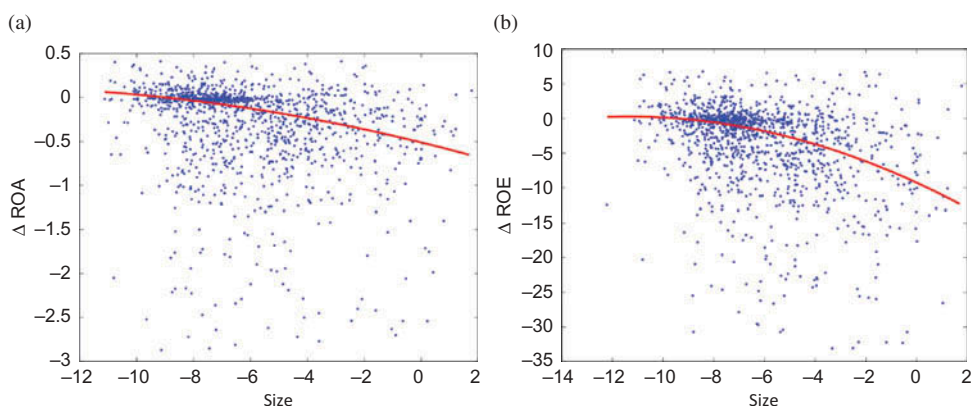 (a)
Δ ROA
0.5
0
–0.5
–1
–1.5
–2
–2.5
–3
–12 –10 –8 –6 –4 –2 0 2
Size
(b)
Δ ROE
10
5
0
–5
–10
–15
–20
–25
–30
–35
–14 –12 –10 –8 –6 –4 –2 0 2
Size